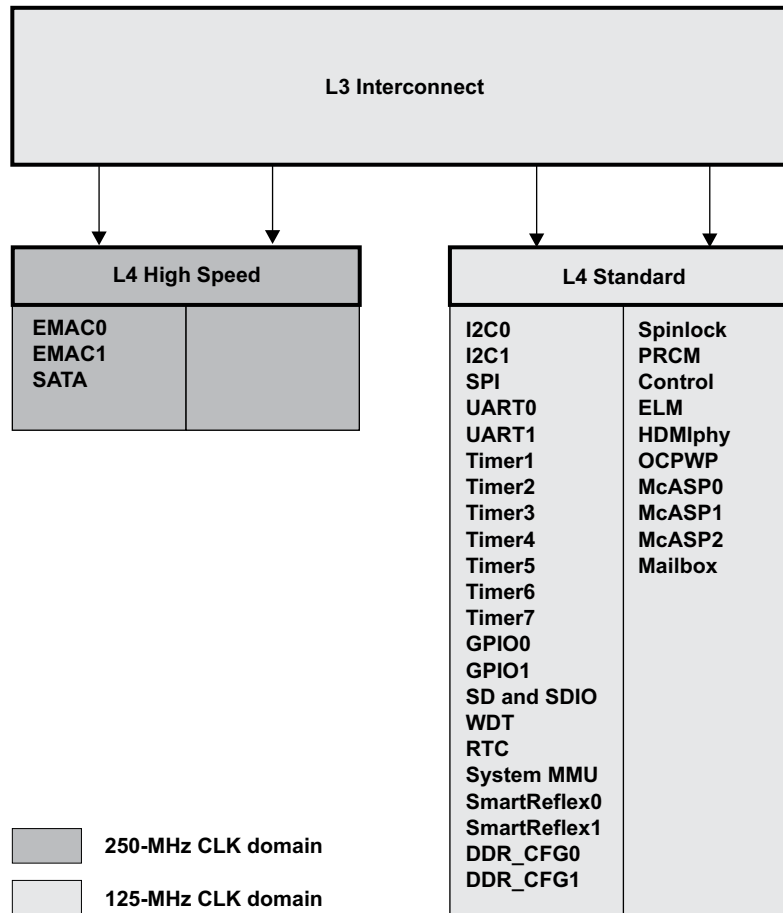 L3 Interconnect
L4 High Speed
EMAC0
EMAC1
SATA
L4 Standard
I2C0
I2C1
SPI
UART0
UART1
Timer1
Timer2
Timer3
Timer4
Timer5
Timer6
Timer7
GPIO0
GPIO1
SD and SDIO
WDT
RTC
System MMU
SmartReflex0
SmartReflex1
DDR_CFG0
DDR_CFG1
Spinlock
PRCM
Control
ELM
HDMIphy
OCPWP
McASP0
McASP1
McASP2
Mailbox
250-MHz CLK domain
125-MHz CLK domain